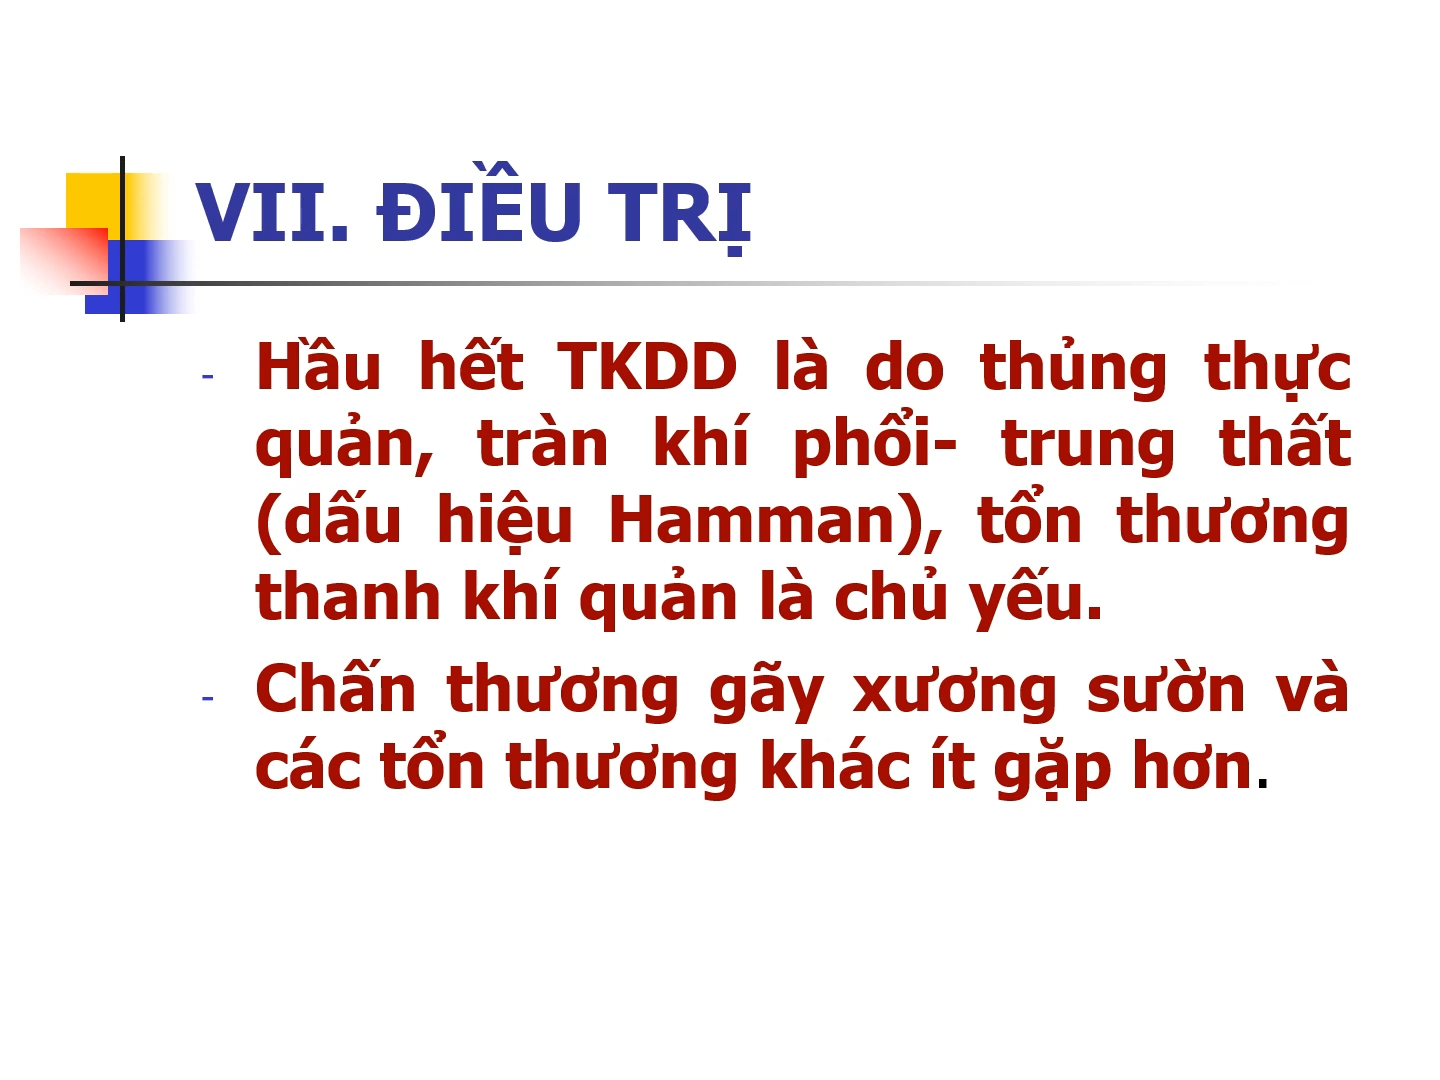 VII. ĐIỀU TRỊ
- Hầu hết TKDD là do thủng thực
quản, tràn khí phổi- trung thất
(dấu hiệu Hamman), tổn thương
thanh khí quản là chủ yếu.
- Chấn thương gãy xương sườn và
các tổn thương khác ít gặp hơn.